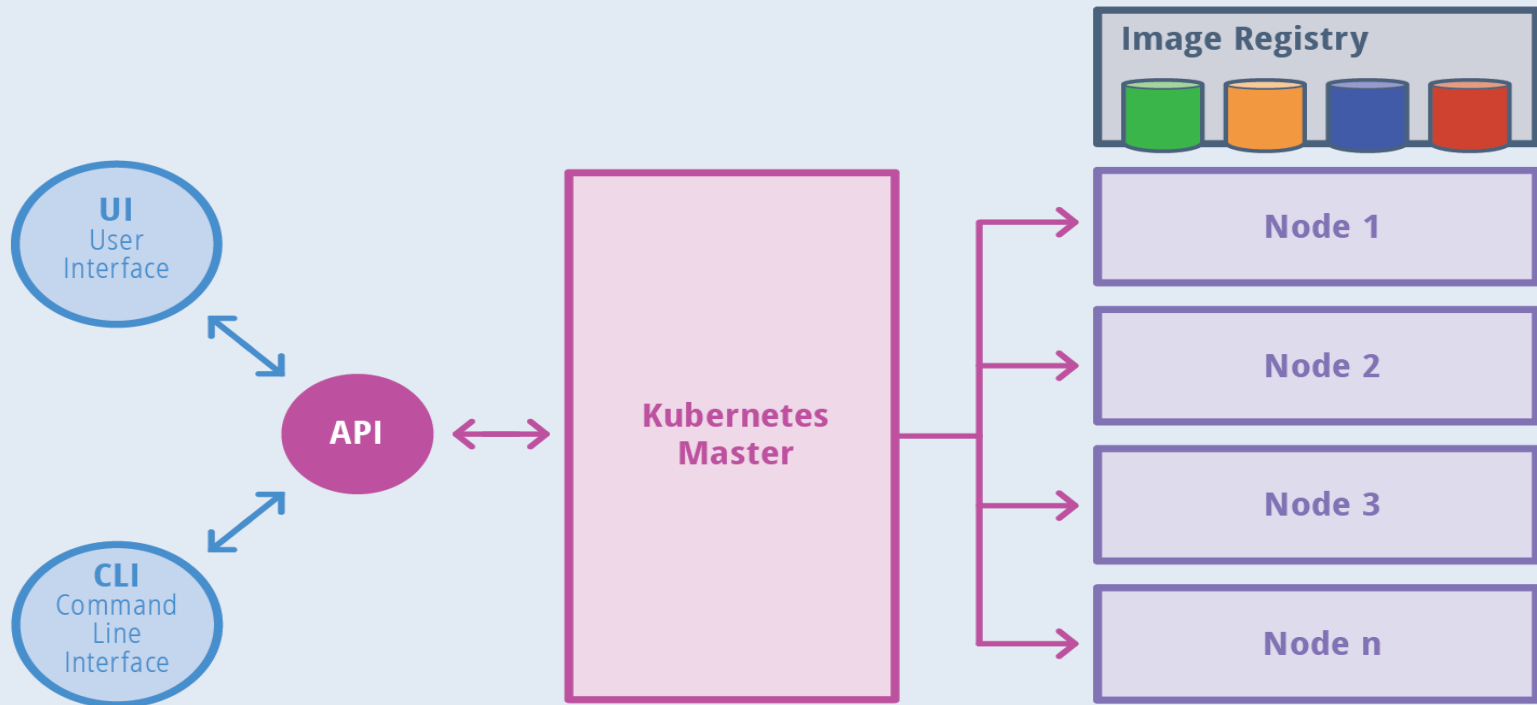 Image Registry
UI
User
Interface
Node 1
Node 2
API
Kubernetes
Master
Node 3
CLI
Command
Line
Interface
Node n